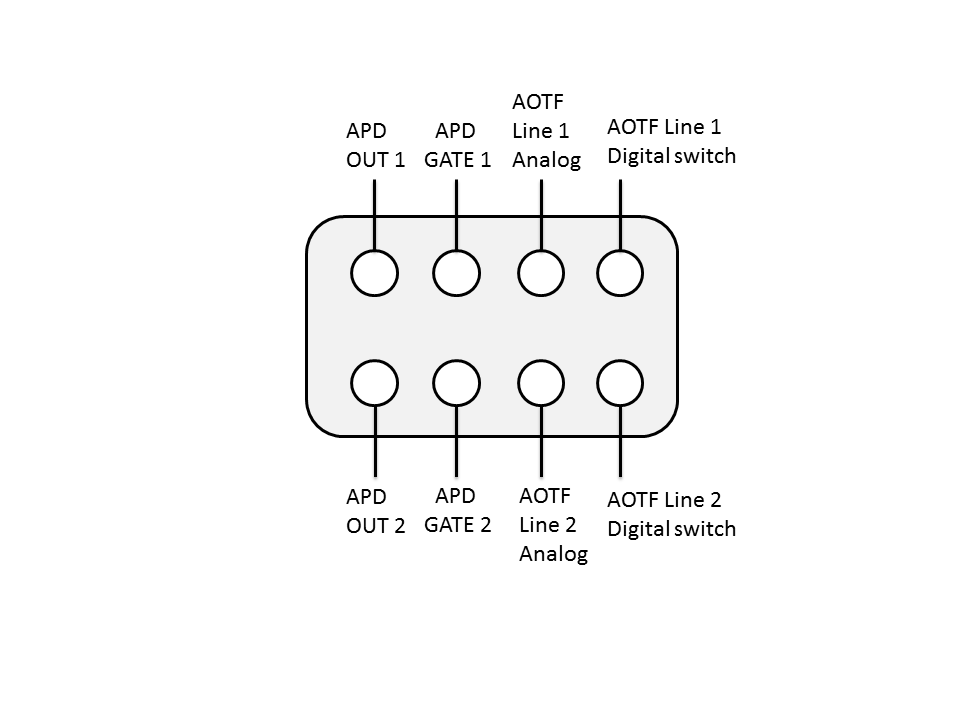 APD
OUT 1
APD
GATE 1
AOTF
Line 1
Analog
AOTF Line 1
Digital switch
APD
OUT 2
APD
GATE 2
AOTF
Line 2
Analog
AOTF Line 2
Digital switch